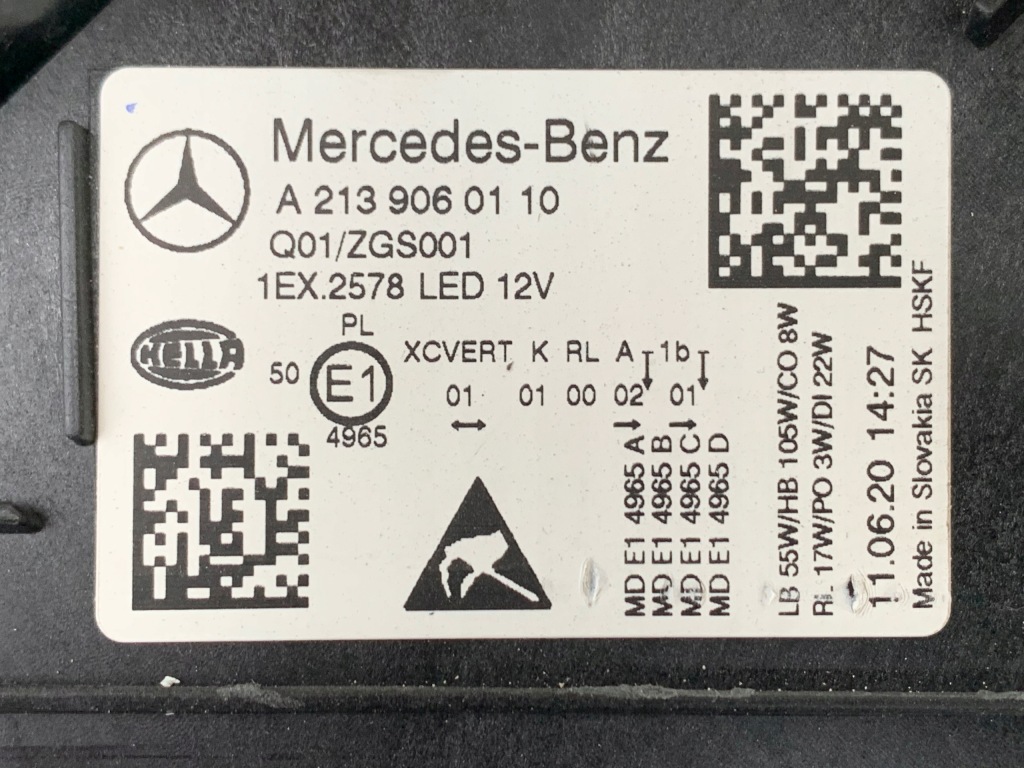 Mercedes-Benz
A 213 906 01 10
Q01/ZGS001
1EX.2578 LED 12V
HELLA
PL
50 E1
4965
XCVERT K RL A 1b
01 01 00 02 01
MD E1 4965 A
MD E1 4965 B
MD E1 4965 C
MD E1 4965 D
LB 55W/HB 105W/CO 8W
RL 17W/PO 3W/DI 22W
11.06.20 14:27
Made in Slovakia SK HSKF